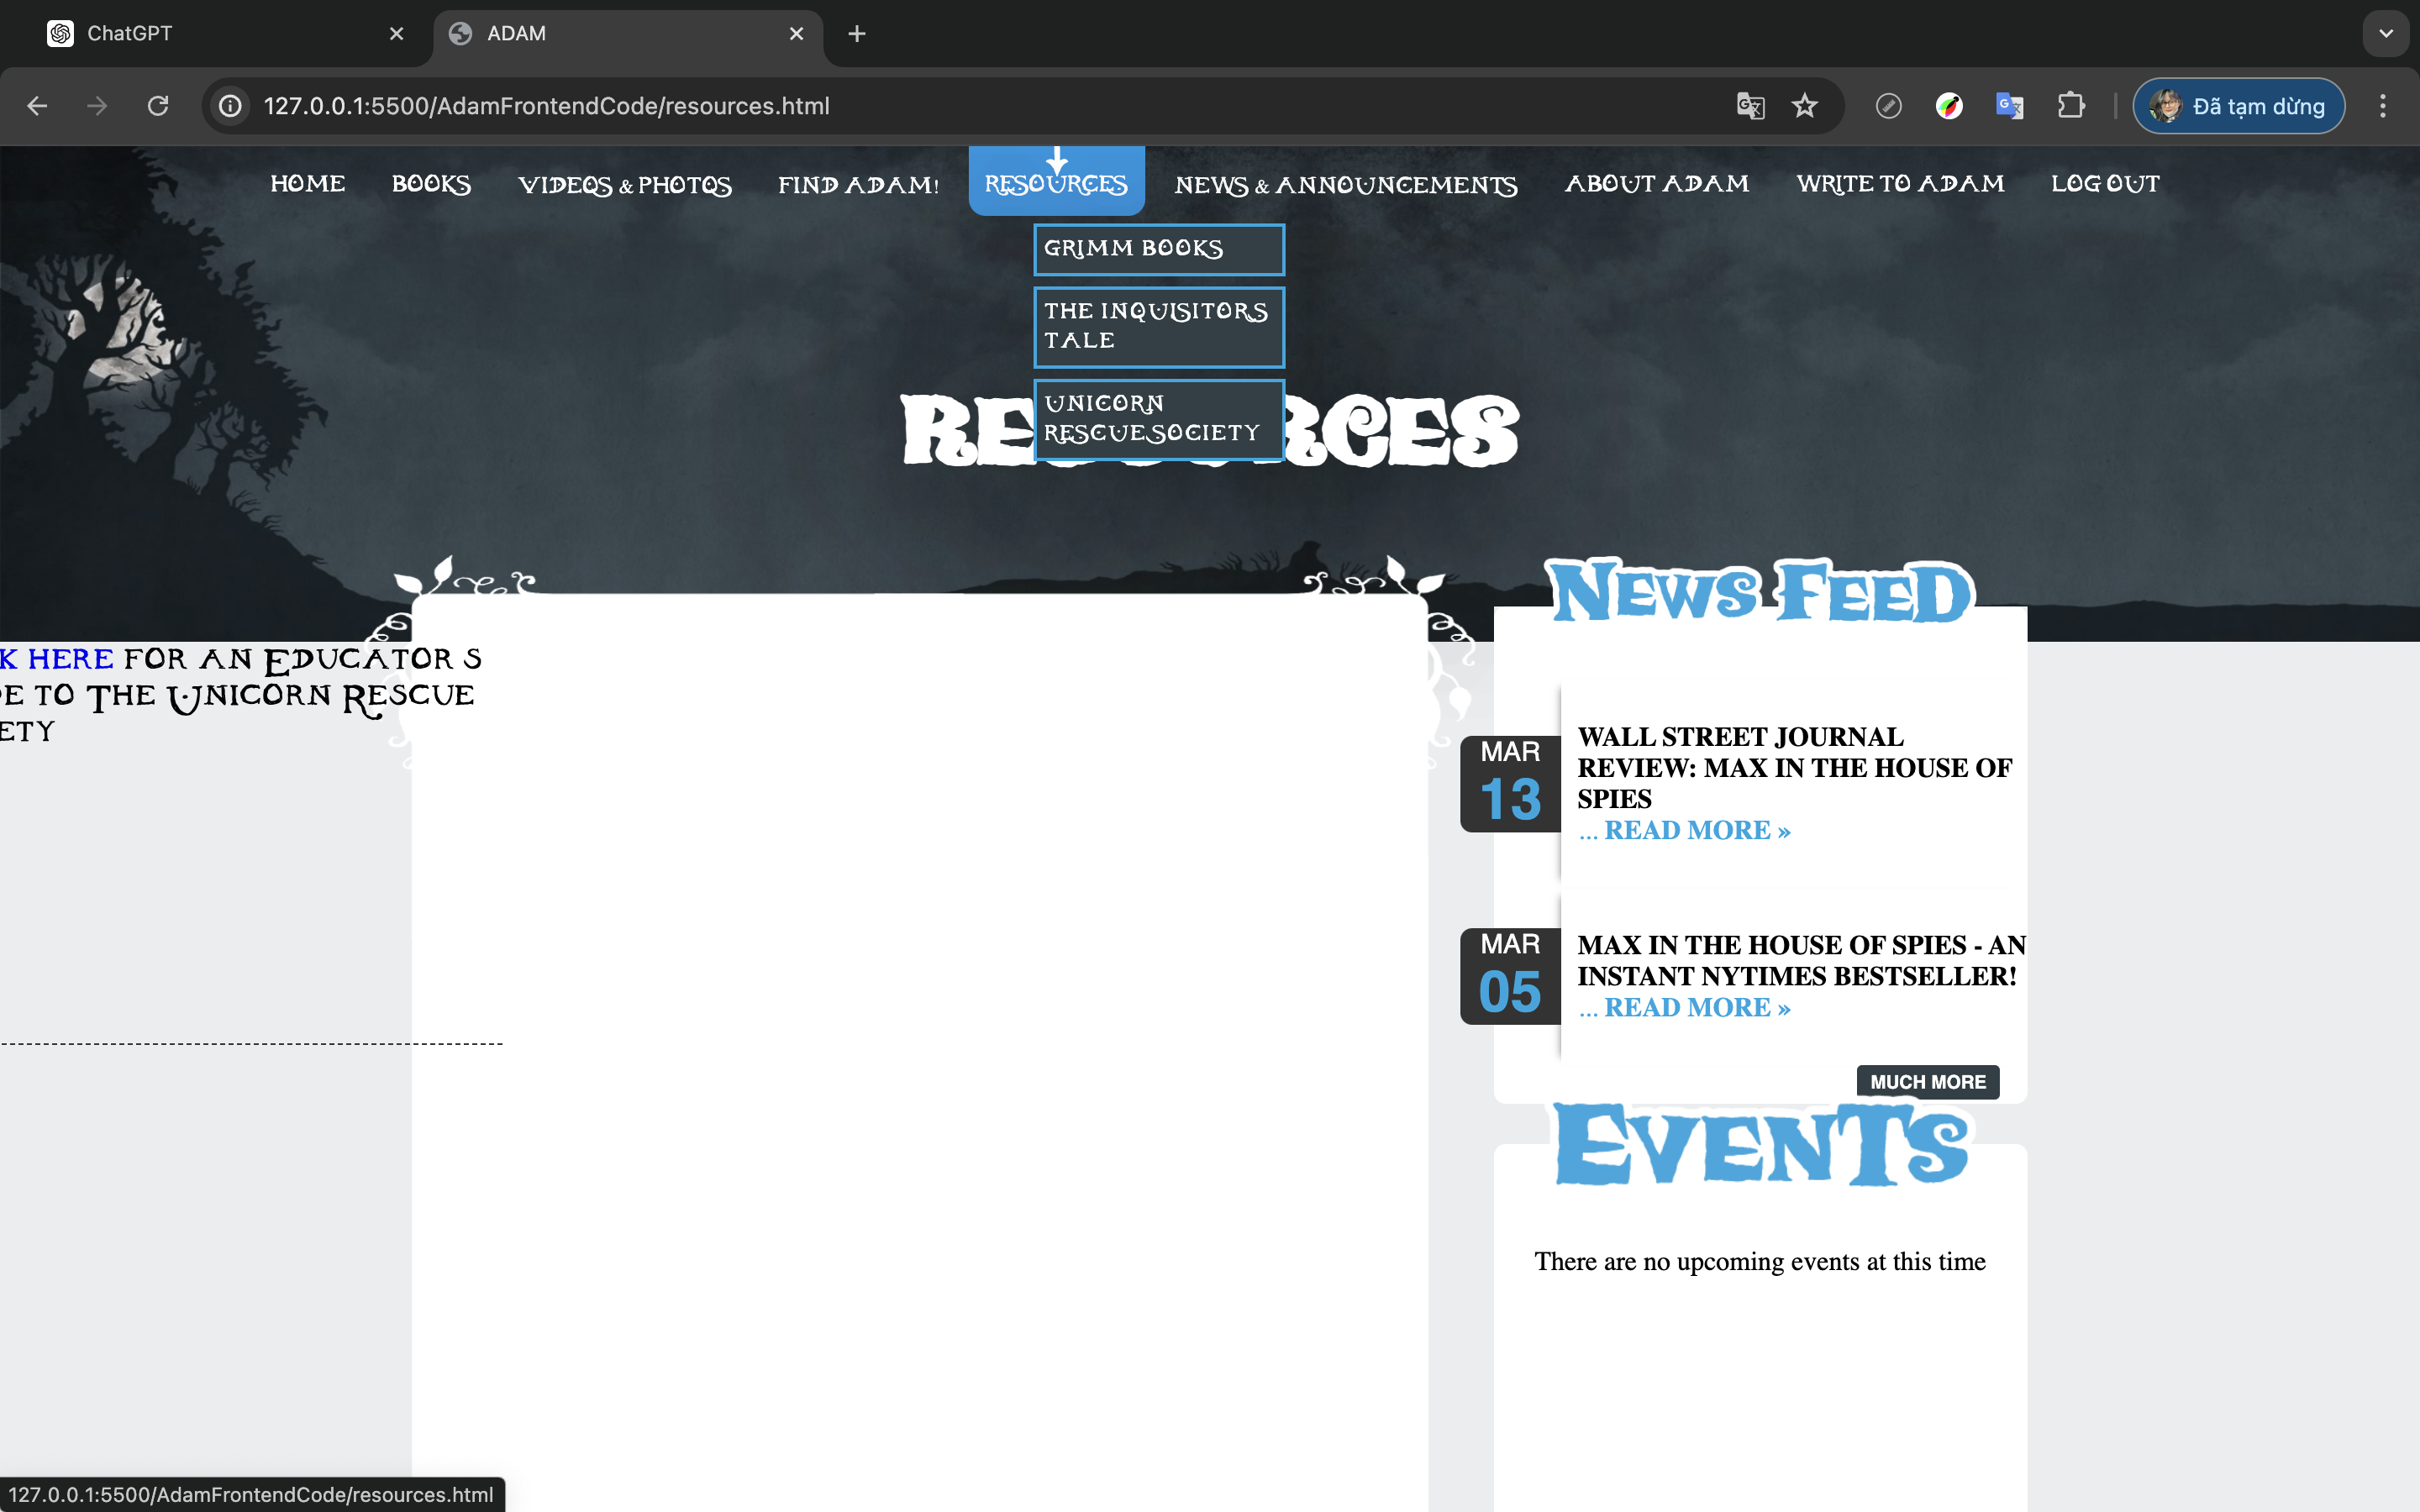 ChatGPT
ADAM
127.0.0.1:5500/AdamFrontendCode/resources.html
Đã tạm dừng
HOME BOOKS VIDEOS & PHOTOS FIND ADAM! RESOURCES NEWS & ANNOUNCEMENTS ABOUT ADAM WRITE TO ADAM LOG OUT
GRIMM BOOKS
THE INQUISITORS
TALE
UNICORN
RESCUE SOCIETY
NEWS FEED
K HERE FOR AN EDUCATOR S
E TO THE UNICORN RESCUE
ETY
MAR
13
WALL STREET JOURNAL
REVIEW: MAX IN THE HOUSE OF
SPIES
... READ MORE »
MAR
05
MAX IN THE HOUSE OF SPIES - AN
INSTANT NYTIMES BESTSELLER!
... READ MORE »
MUCH MORE
EVENTS
There are no upcoming events at this time
127.0.0.1:5500/AdamFrontendCode/resources.html